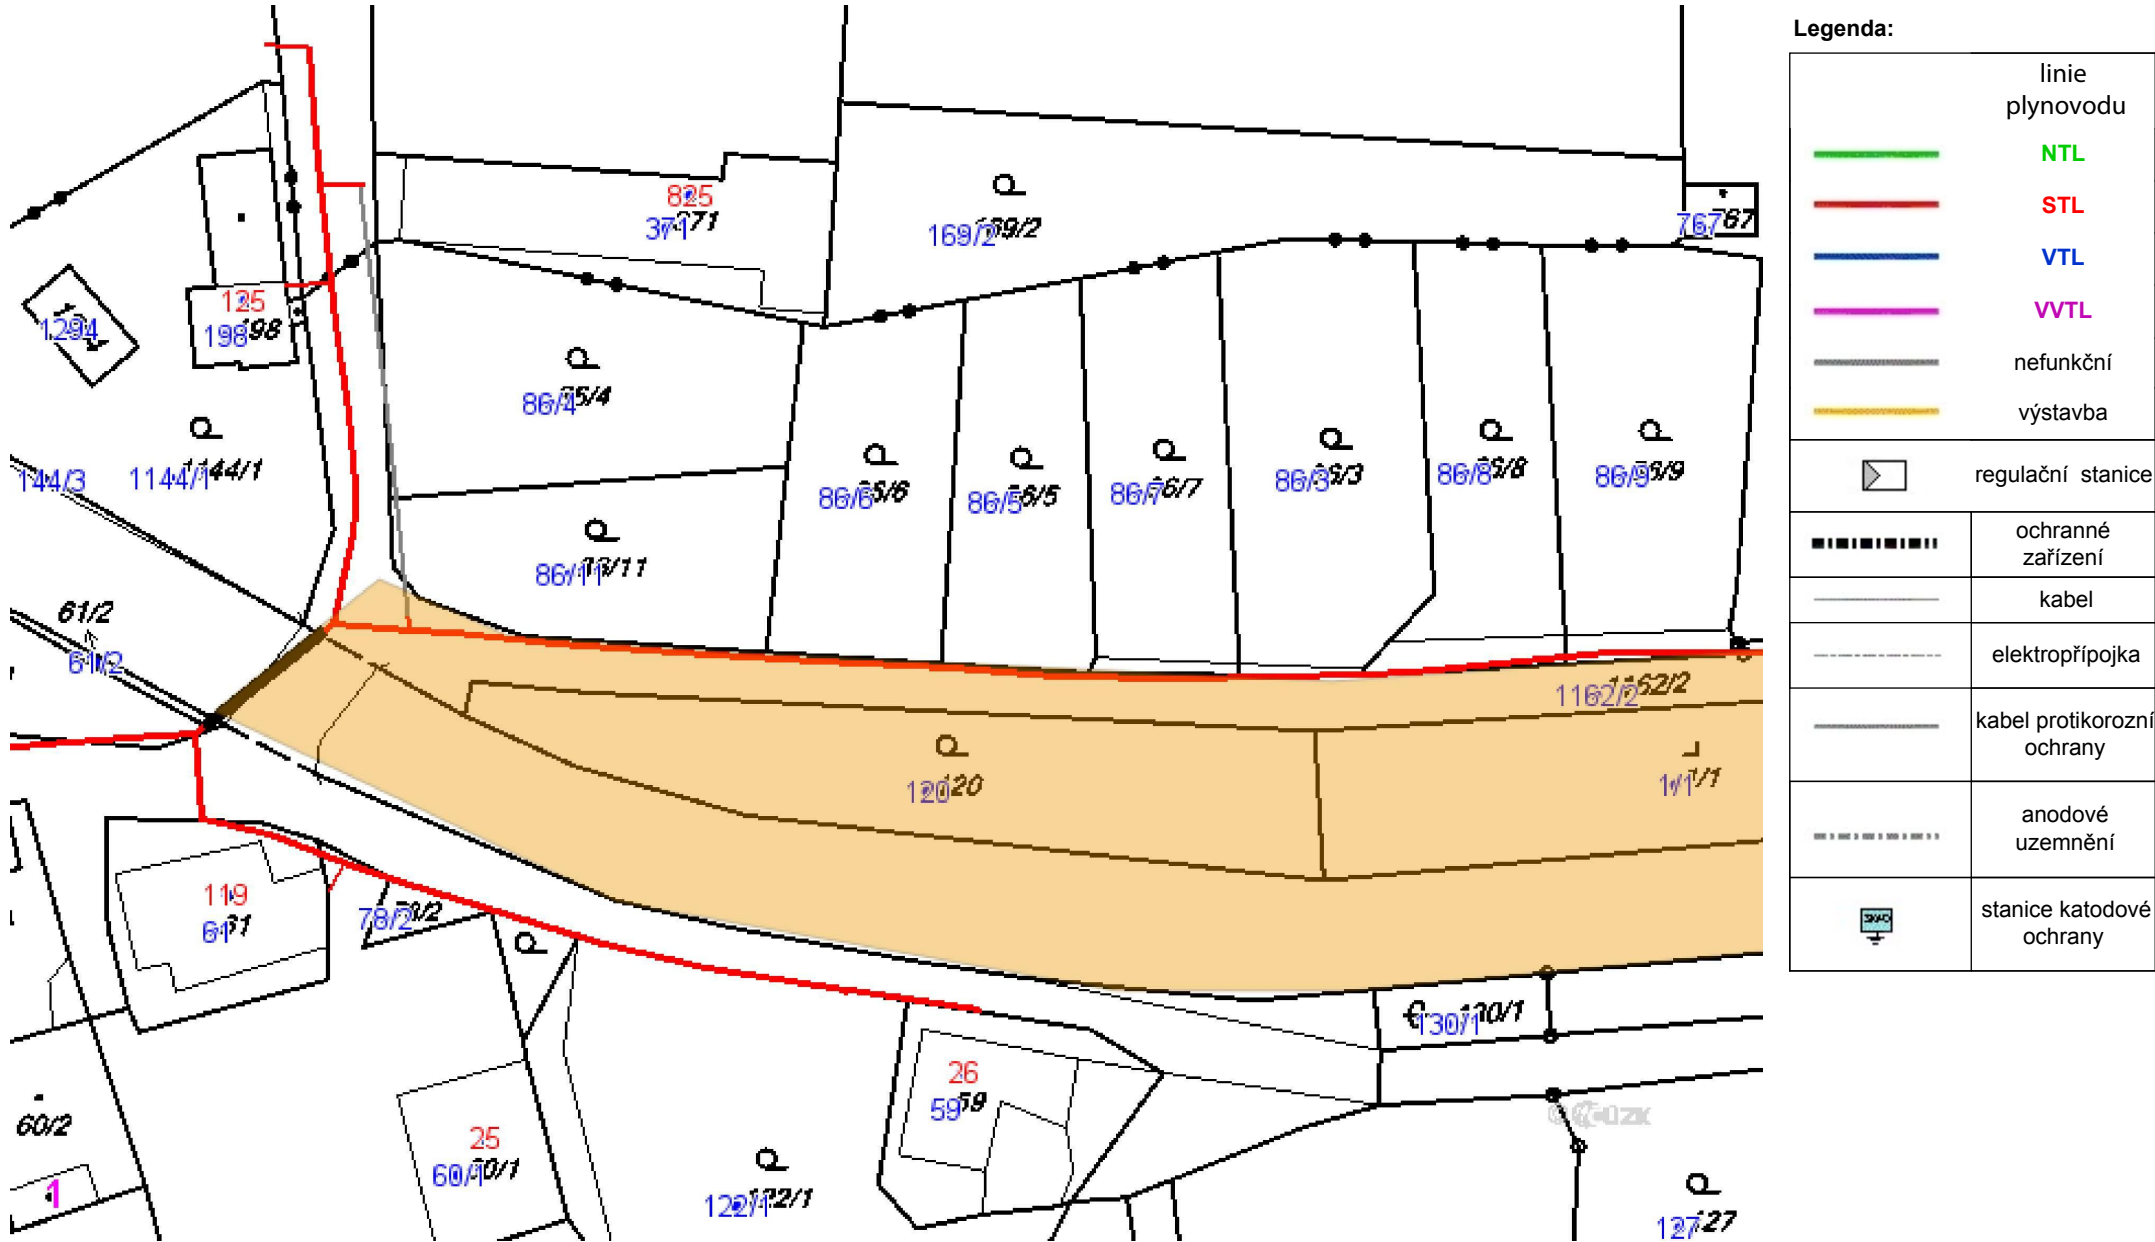 Legenda:
linie
plynovodu
NTL
STL
VTL
VVTL
nefunkční
výstavba
regulační stanice
ochranné
zařízení
kabel
elektropřípojka
kabel protikorozní
ochrany
anodové
uzemnění
stanice katodové
ochrany
825
371
169/2
767
125
198
1294
86/4
144/3
1144/1
86/6
86/5
86/7
86/3
86/8
86/9
86/11
61/2
61/2
1162/2
120
1/1
119
61
78/2
130/1
26
59
60/2
25
60/1
1
122/1
127